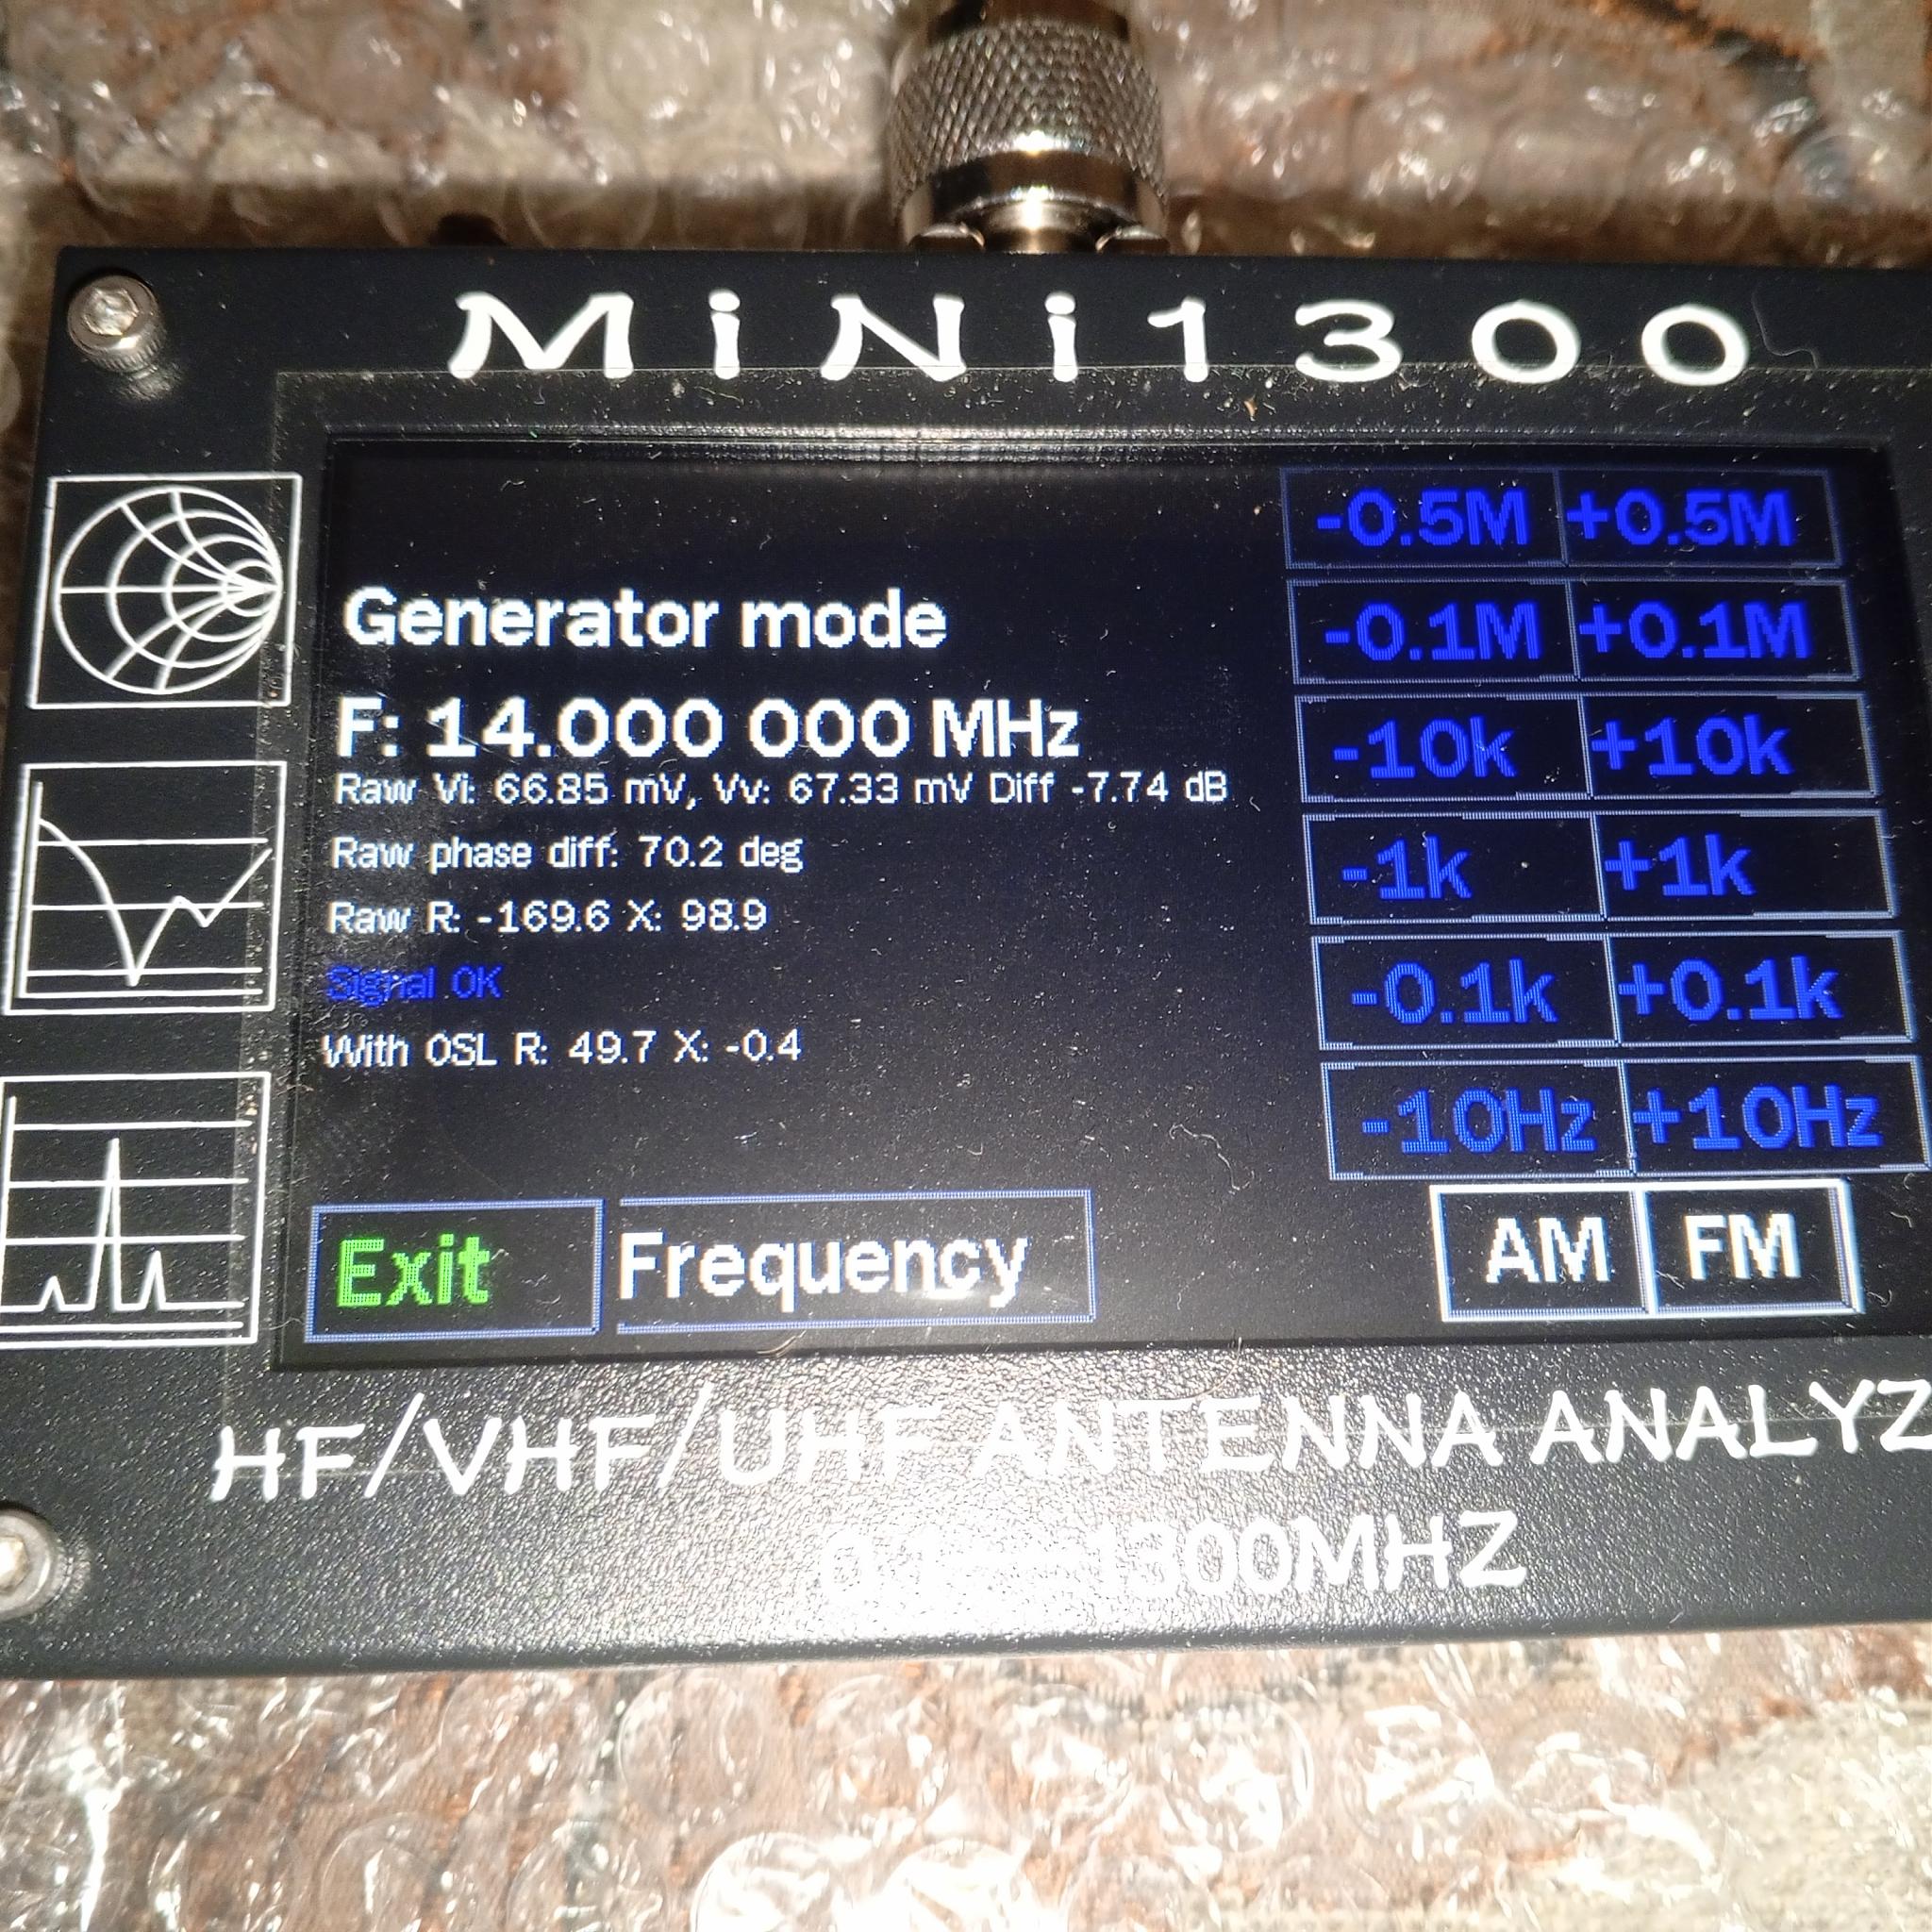 MiNi1300
-0.5M +0.5M
Generator mode
-0.1M +0.1M
F: 14.000 000 MHz
-10k +10k
Raw Vi: 66.85 mV, Vv: 67.33 mV Diff -7.74 dB
Raw phase diff: 70.2 deg
-1k +1k
Raw R: -169.6 X: 98.9
Signal OK
-0.1k +0.1k
With OSL R: 49.7 X: -0.4
-10Hz +10Hz
Exit Frequency AM FM
HF/VHF/UHF ANTENNA ANALYZ
1300MHZ